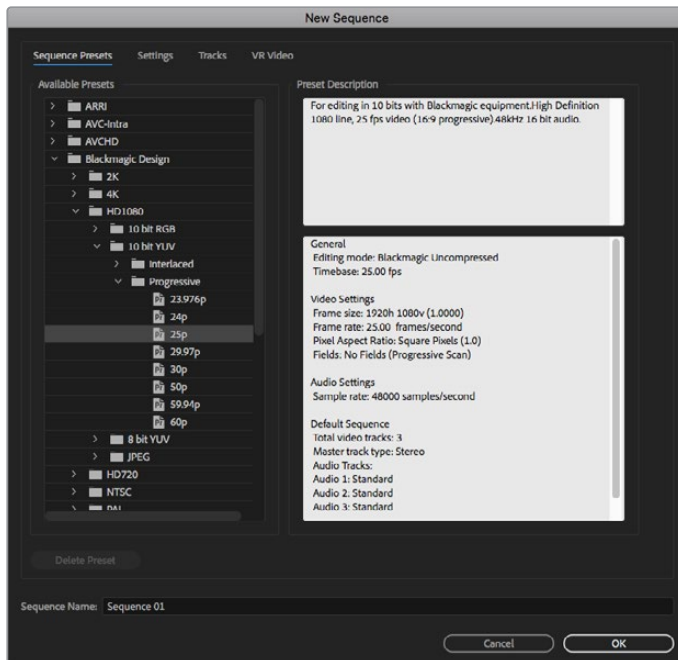 New Sequence
Sequence Presets Settings Tracks VR Video
Available Presets
ARRI
AVC-Intra
AVCHD
Blackmagic Design
2K
4K
HD1080
10 bit RGB
10 bit YUV
Interlaced
Progressive
23.976p
24p
25p
29.97p
30p
50p
59.94p
60p
8 bit YUV
JPEG
HD720
NTSC
PAL
Preset Description
For editing in 10 bits with Blackmagic equipment.High Definition
1080 line, 25 fps video (16:9 progressive).48kHz 16 bit audio.
General
Editing mode: Blackmagic Uncompressed
Timebase: 25.00 fps
Video Settings
Frame size: 1920h 1080v (1.0000)
Frame rate: 25.00 frames/second
Pixel Aspect Ratio: Square Pixels (1.0)
Fields: No Fields (Progressive Scan)
Audio Settings
Sample rate: 48000 samples/second
Default Sequence
Total video tracks: 3
Master track type: Stereo
Audio Tracks:
Audio 1: Standard
Audio 2: Standard
Audio 3: Standard
Delete Preset
Sequence Name: Sequence 01
Cancel OK